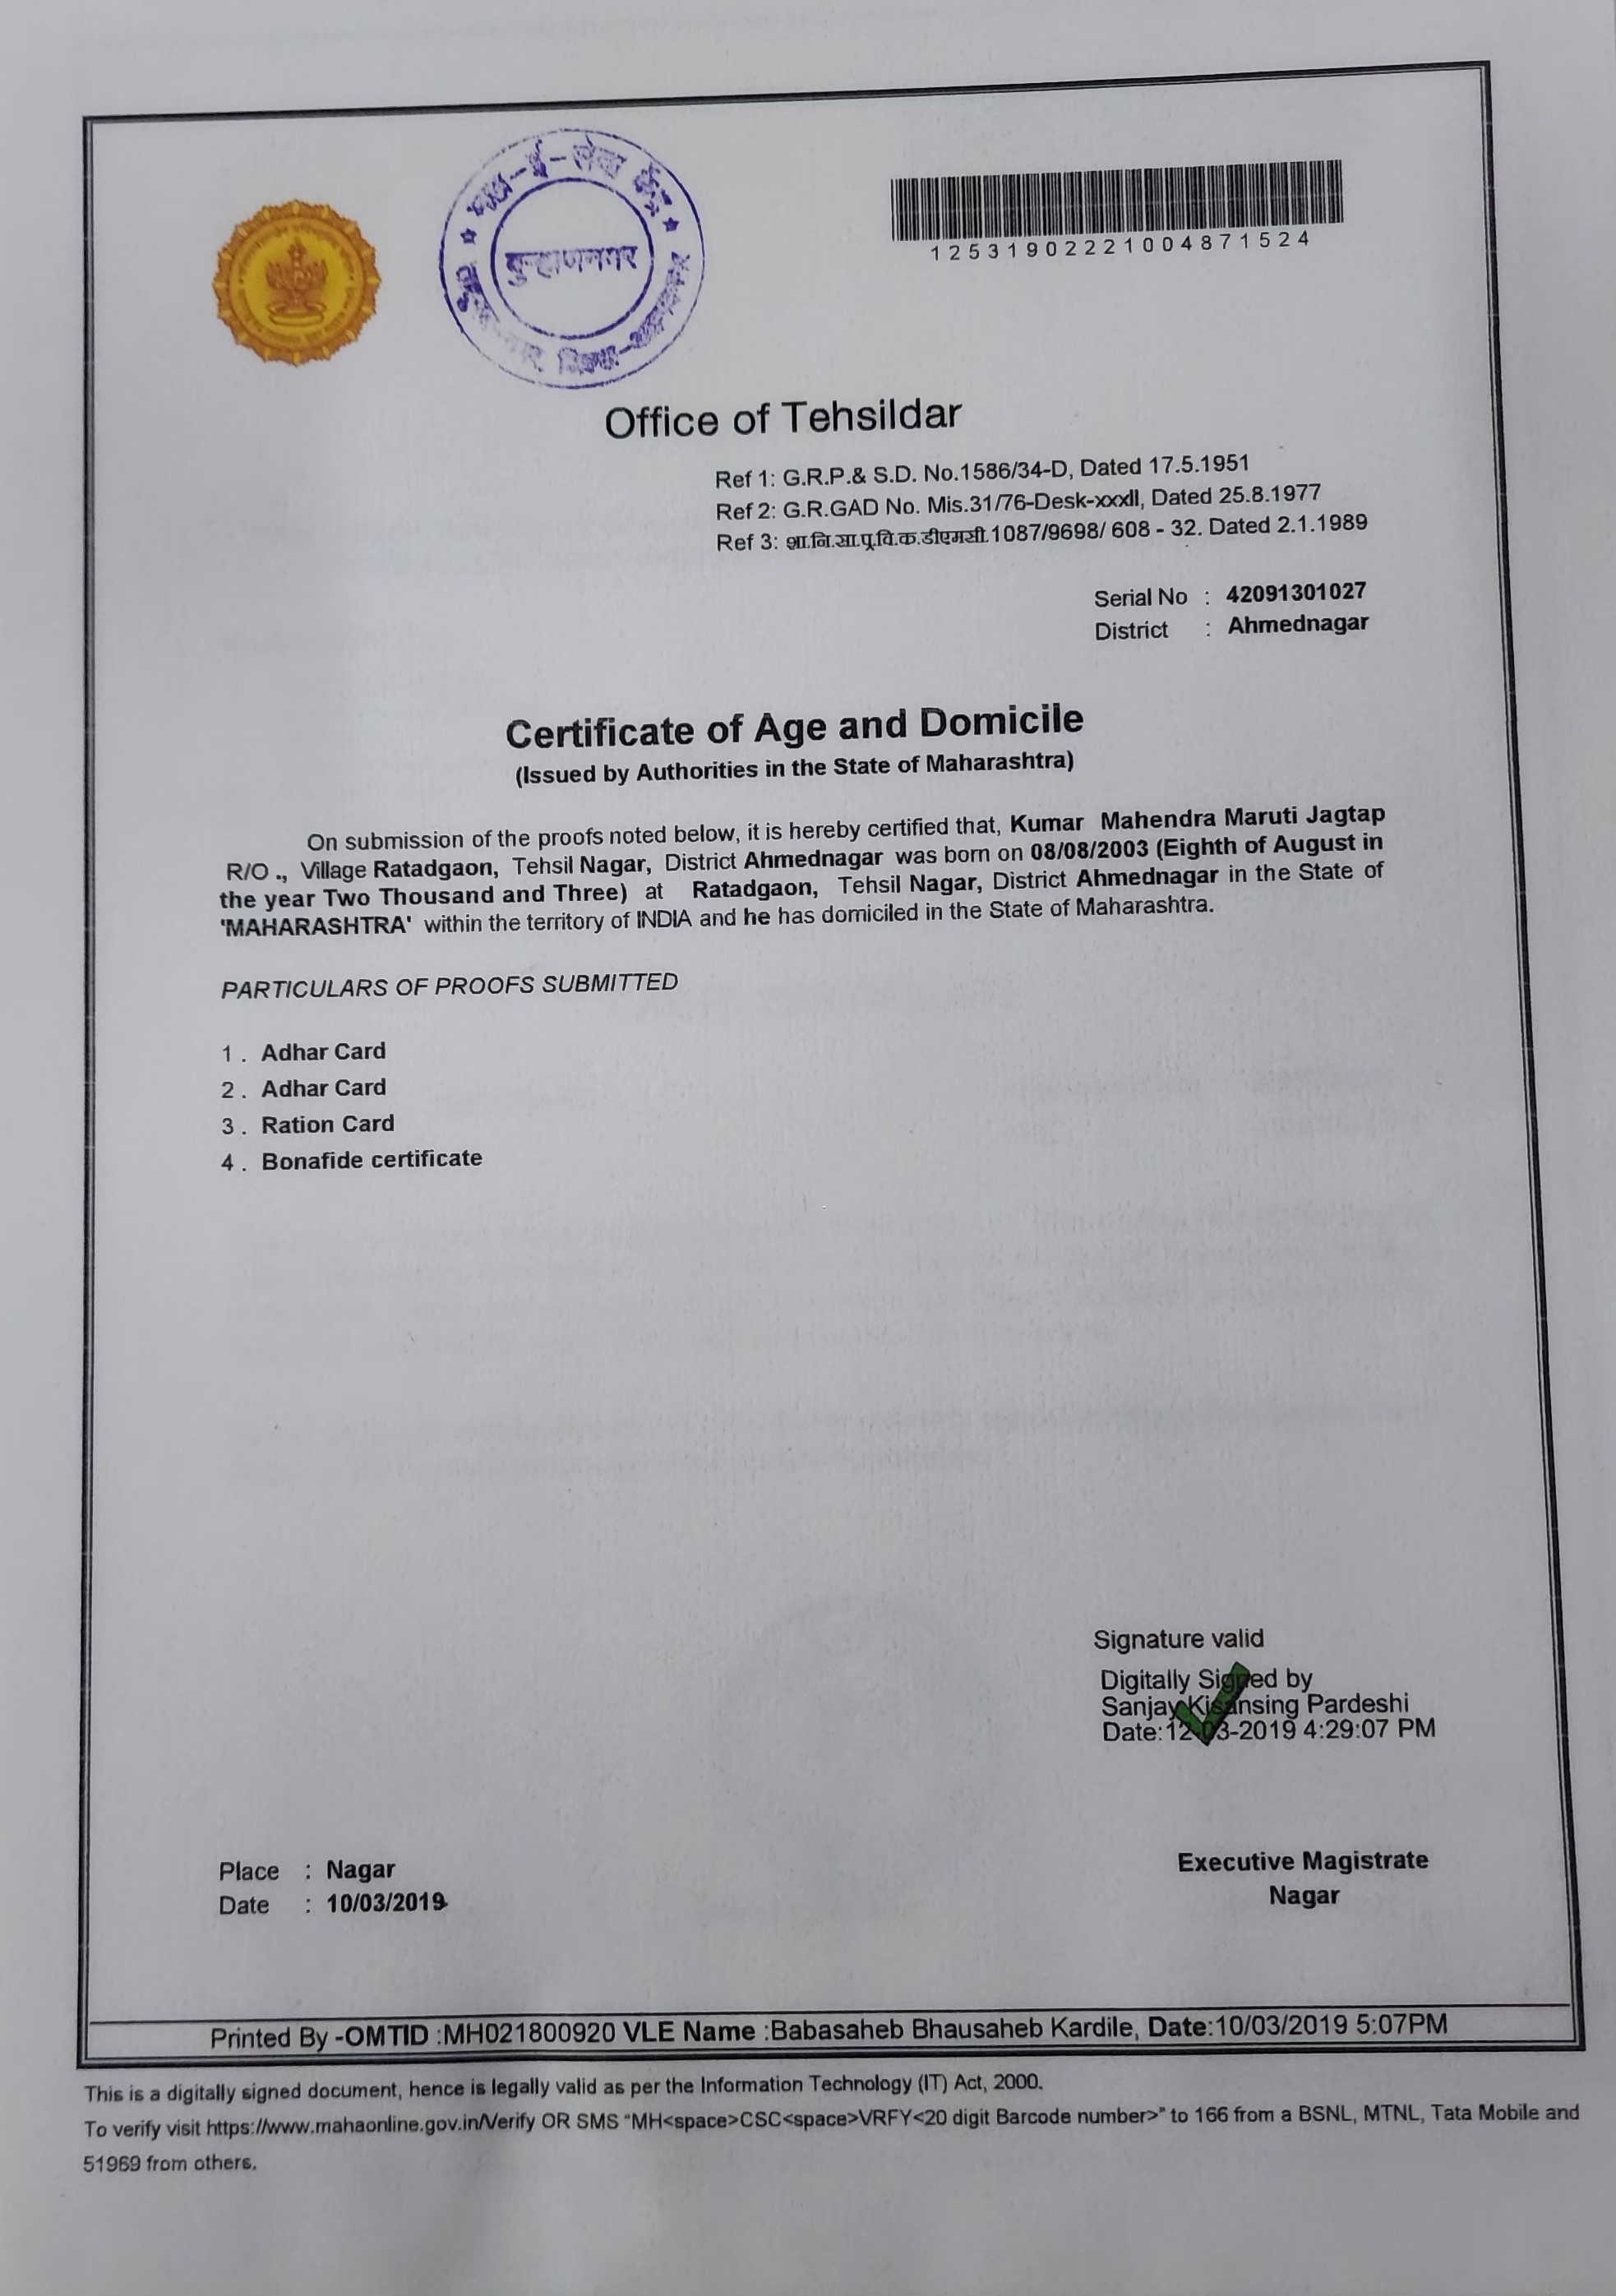 महा-ई-सेवा केंद्र
बुऱ्हाणनगर
12531902221004871524
Office of Tehsildar
Ref 1: G.R.P.& S.D. No.1586/34-D, Dated 17.5.1951
Ref 2: G.R.GAD No. Mis.31/76-Desk-xxxII, Dated 25.8.1977
Ref 3: शा.नि.सा.प्र.वि.क.डीएमसी.1087/9698/ 608 - 32. Dated 2.1.1989
Serial No : 42091301027
District : Ahmednagar
Certificate of Age and Domicile
(Issued by Authorities in the State of Maharashtra)
On submission of the proofs noted below, it is hereby certified that, Kumar Mahendra Maruti Jagtap
R/O ., Village Ratadgaon, Tehsil Nagar, District Ahmednagar was born on 08/08/2003 (Eighth of August in
the year Two Thousand and Three) at Ratadgaon, Tehsil Nagar, District Ahmednagar in the State of
'MAHARASHTRA' within the territory of INDIA and he has domiciled in the State of Maharashtra.
PARTICULARS OF PROOFS SUBMITTED
1 . Adhar Card
2 . Adhar Card
3 . Ration Card
4 . Bonafide certificate
Signature valid
Digitally Signed by
Sanjay Kisansing Pardeshi
Date:12-03-2019 4:29:07 PM
Place : Nagar
Date : 10/03/2019
Executive Magistrate
Nagar
Printed By -OMTID :MH021800920 VLE Name :Babasaheb Bhausaheb Kardile, Date:10/03/2019 5:07PM
This is a digitally signed document, hence is legally valid as per the Information Technology (IT) Act, 2000.
To verify visit https://www.mahaonline.gov.in/Verify OR SMS "MH<space>CSC<space>VRFY<20 digit Barcode number>" to 166 from a BSNL, MTNL, Tata Mobile and
51969 from others.